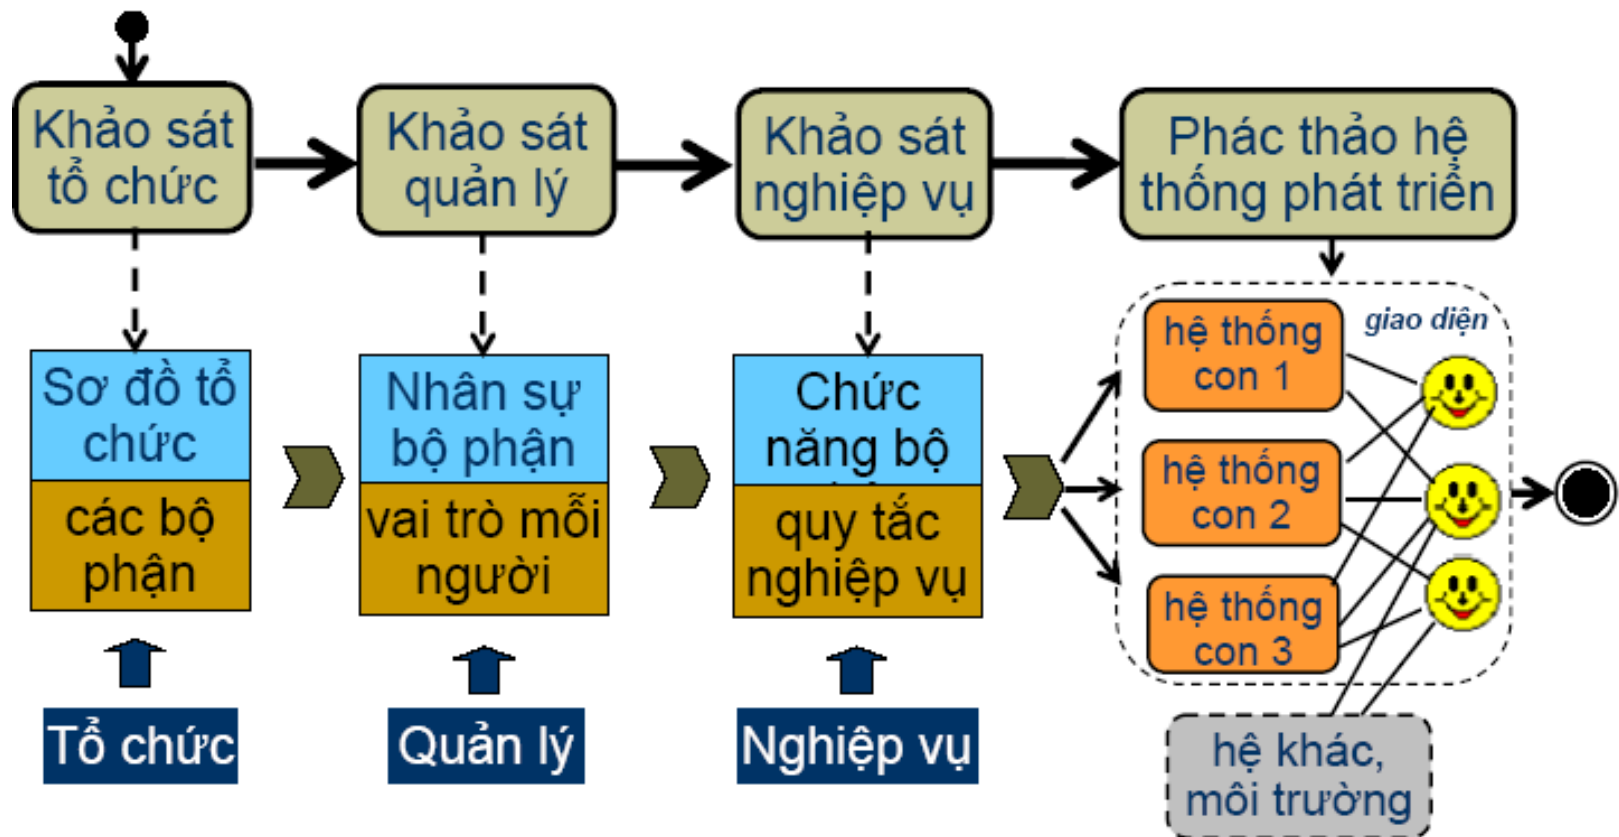 Khảo sát
tổ chức
Khảo sát
quản lý
Khảo sát
nghiệp vụ
Phác thảo hệ
thống phát triển
Sơ đồ tổ
chức
các bộ
phận
Nhân sự
bộ phận
vai trò mỗi
người
Chức
năng bộ
quy tắc
nghiệp vụ
giao diện
hệ thống
con 1
hệ thống
con 2
hệ thống
con 3
Tổ chức
Quản lý
Nghiệp vụ
hệ khác,
môi trường